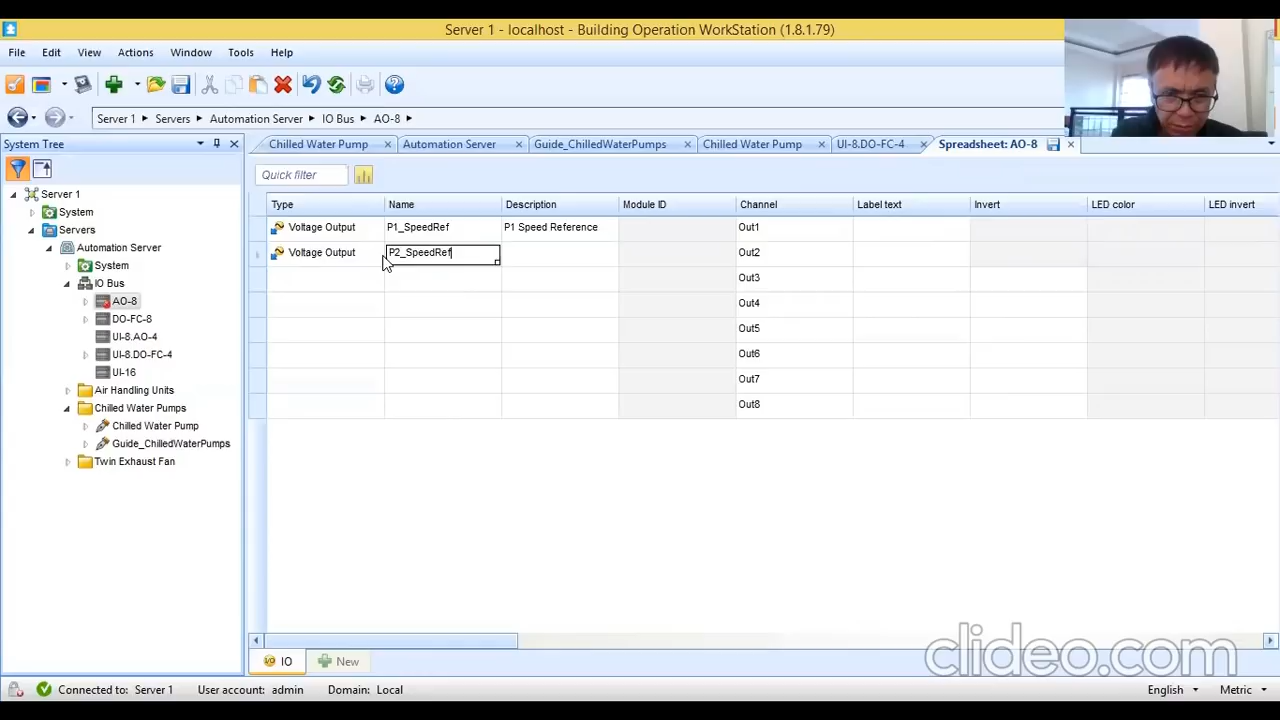 Server 1 - localhost - Building Operation WorkStation (1.8.1.79)
File Edit View Actions Window Tools Help
Server 1 Servers Automation Server IO Bus AO-8
System Tree
Chilled Water Pump Automation Server Guide_ChilledWaterPumps Chilled Water Pump UI-8.DO-FC-4 Spreadsheet: AO-8
Quick filter
Server 1
System
Servers
Automation Server
System
IO Bus
AO-8
DO-FC-8
UI-8.AO-4
UI-8.DO-FC-4
UI-16
Air Handling Units
Chilled Water Pumps
Chilled Water Pump
Guide_ChilledWaterPumps
Twin Exhaust Fan
Type Name Description Module ID Channel Label text Invert LED color LED invert
Voltage Output P1_SpeedRef P1 Speed Reference Out1
Voltage Output P2_SpeedRef Out2
Out3
Out4
Out5
Out6
Out7
Out8
IO New
clideo.com
Connected to: Server 1 User account: admin Domain: Local English Metric